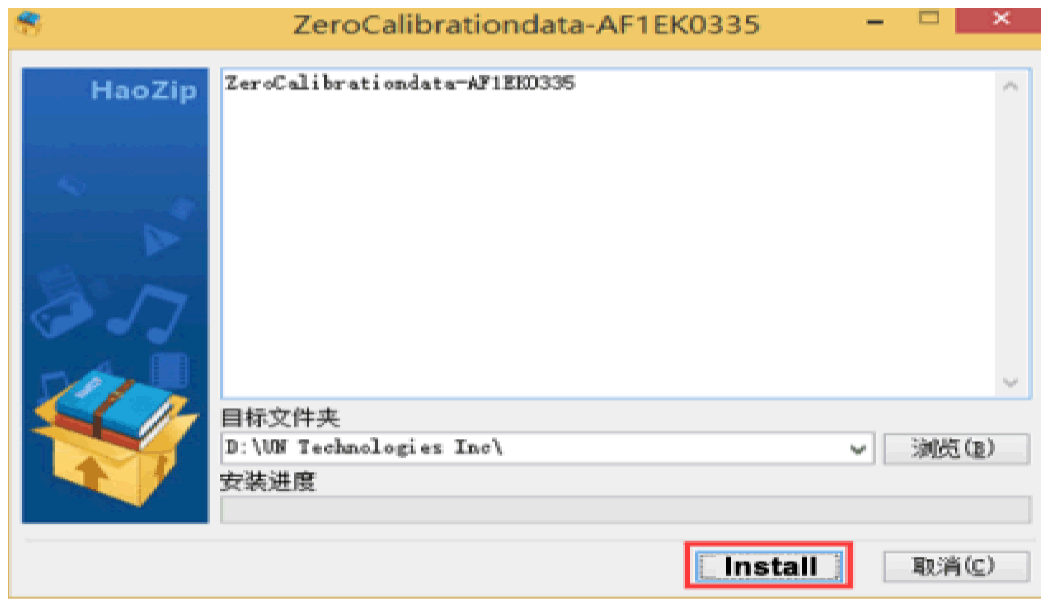 ZeroCalibrationdata-AF1EK0335
HaoZip
ZeroCalibrationdata-AF1EK0335
目标文件夹
D:\UN Technologies Inc\
浏览(B)
安装进度
Install
取消(C)